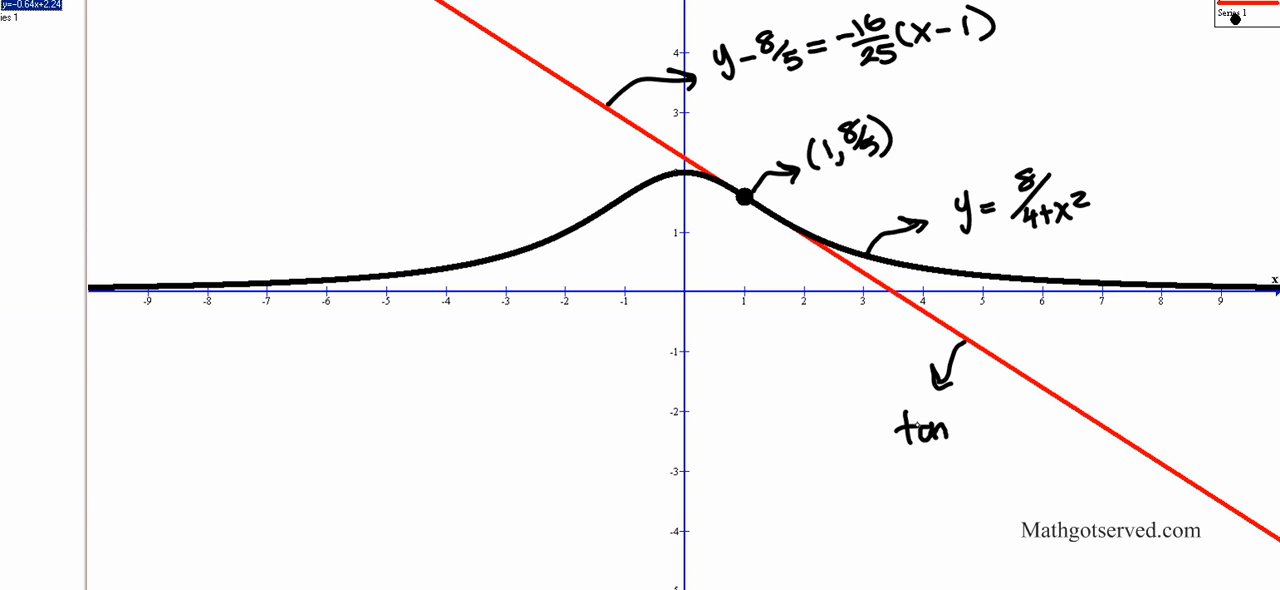 y=-0.64x+2.24
ies 1
Series 1
y - 8/5 = -16/25 (x - 1)
(1, 8/5)
y = 8/4+x²
tan
x
4
3
1
-1
-2
-3
-4
-9 -8 -7 -6 -5 -4 -3 -2 -1 1 2 3 4 5 6 7 8 9
Mathgotserved.com